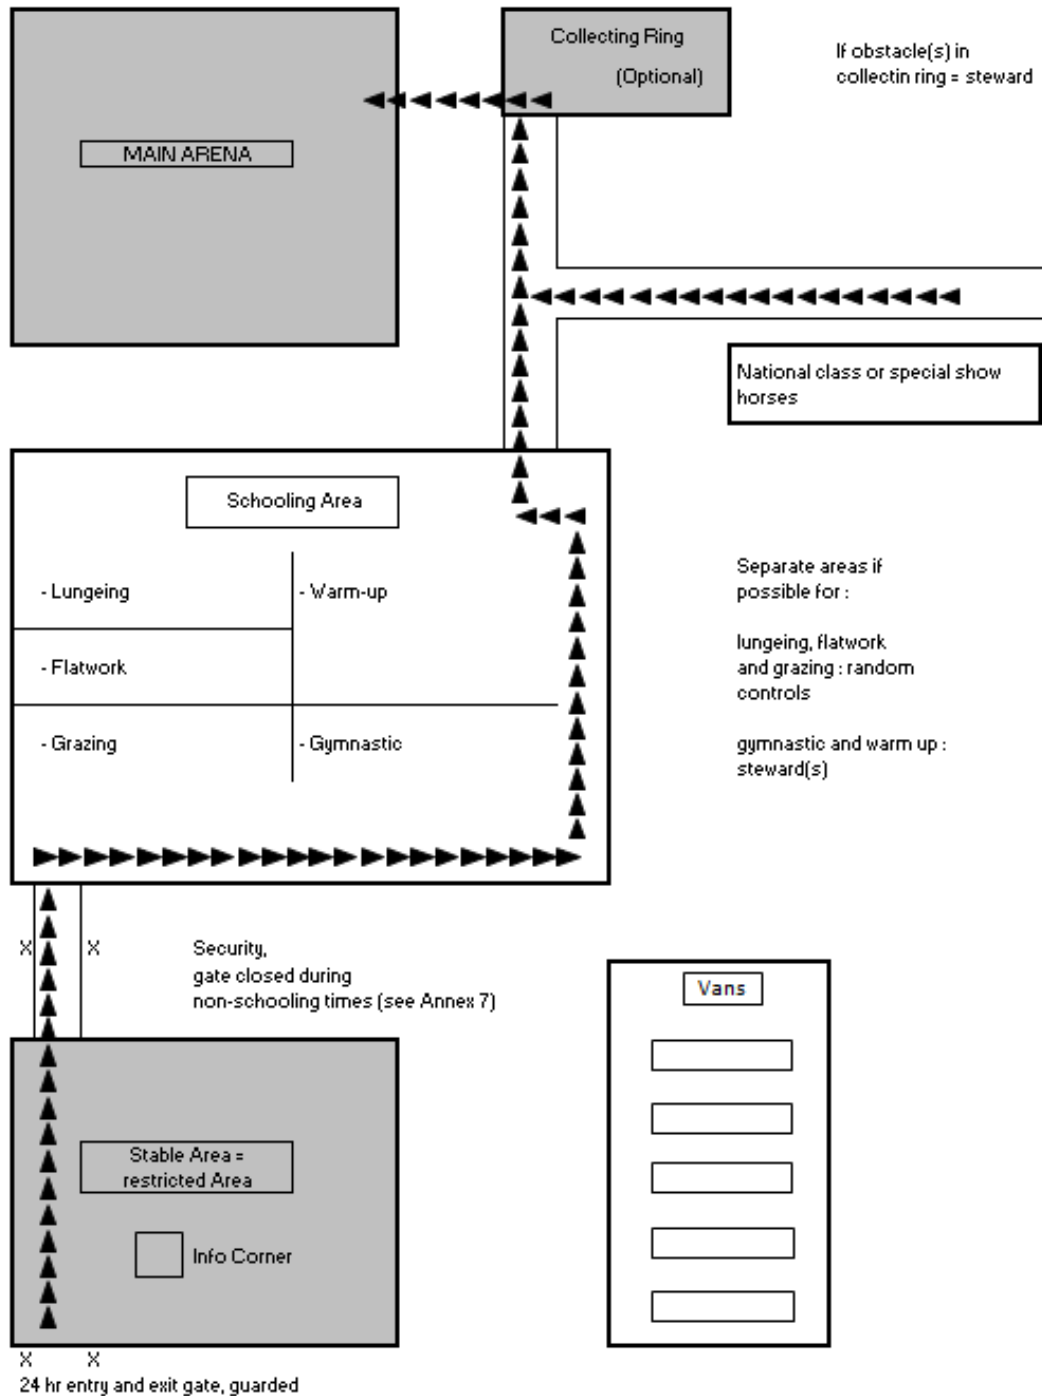 Collecting Ring
(Optional)
If obstacle(s) in
collectin ring = steward
MAIN ARENA
National class or special show
horses
Schooling Area
- Lungeing
- Warm-up
- Flatwork
- Grazing
- Gymnastic
Separate areas if
possible for :
lungeing, flatwork
and grazing : random
controls
gymnastic and warm up :
steward(s)
X
X
Security,
gate closed during
non-schooling times (see Annex 7)
Vans
Stable Area =
restricted Area
Info Corner
X
X
24 hr entry and exit gate, guarded